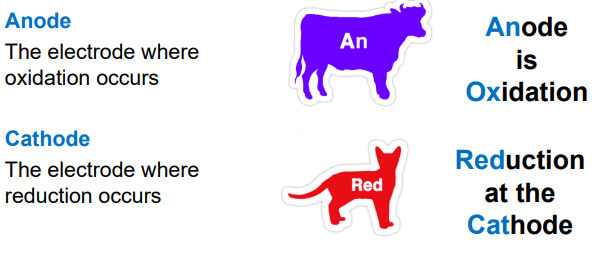 Anode
The electrode where
oxidation occurs
An
Anode
is
Oxidation
Cathode
The electrode where
reduction occurs
Red
Reduction
at the
Cathode